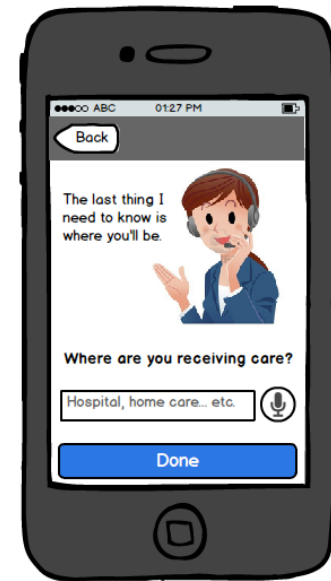 ABC 01:27 PM
Back
The last thing I
need to know is
where you'll be.
Where are you receiving care?
Hospital, home care... etc.
Done